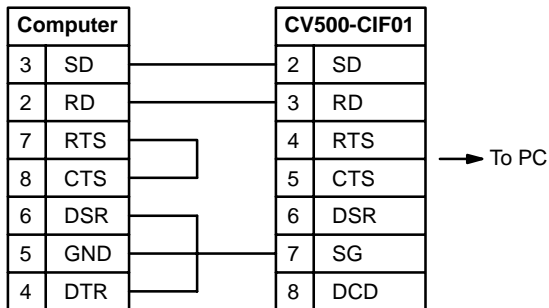 Computer CV500-CIF01
3 SD 2 SD
2 RD 3 RD
7 RTS 4 RTS
8 CTS 5 CTS
To PC
6 DSR 6 DSR
5 GND 7 SG
4 DTR 8 DCD